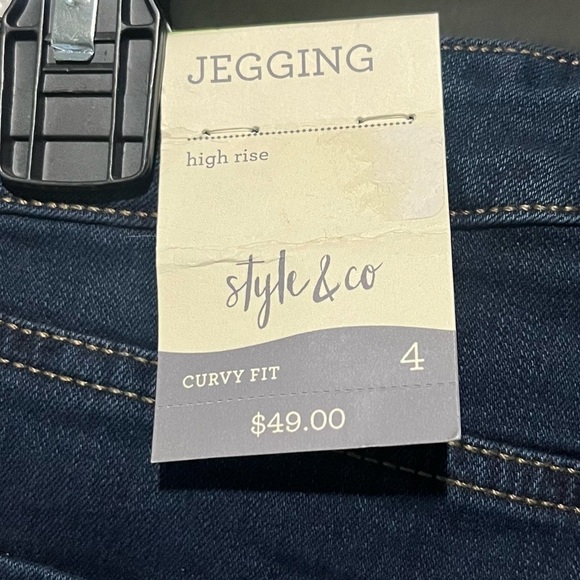 JEGGING
high rise
style & co
CURVY FIT 4
$49.00